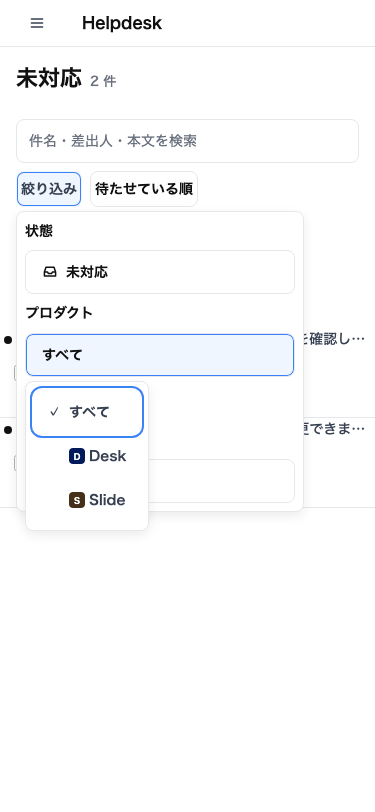 Helpdesk
未対応 2 件
件名・差出人・本文を検索
絞り込み 待たせている順
状態
未対応
プロダクト
を確認し…
すべて
✓ すべて
更できま…
D Desk
S Slide